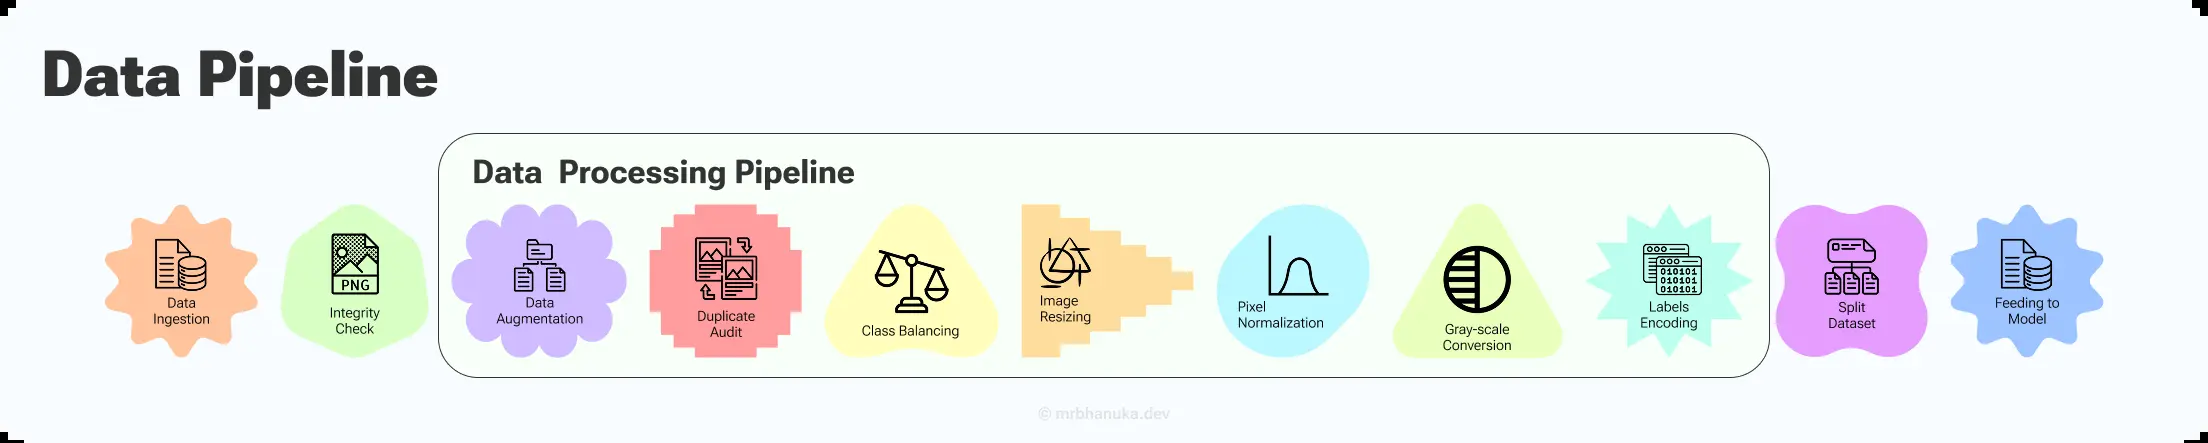 Data Pipeline
Data Processing Pipeline
Data
Ingestion
PNG
Integrity
Check
Data
Augmentation
Duplicate
Audit
Class Balancing
Image
Resizing
Pixel
Normalization
Gray-scale
Conversion
010101
010101
010101
Labels
Encoding
Split
Dataset
Feeding to
Model
© mrbhanuka.dev